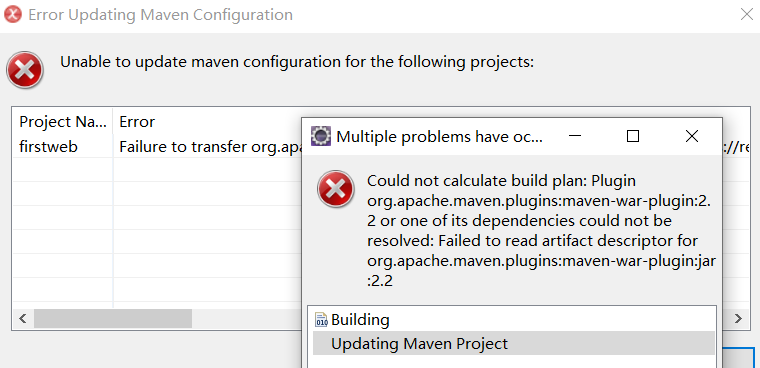 Error Updating Maven Configuration
Unable to update maven configuration for the following projects:
Project Na... Error
firstweb Failure to transfer org.apa
://re
Multiple problems have oc...
Could not calculate build plan: Plugin
org.apache.maven.plugins:maven-war-plugin:2.
2 or one of its dependencies could not be
resolved: Failed to read artifact descriptor for
org.apache.maven.plugins:maven-war-plugin:jar
:2.2
Building
Updating Maven Project